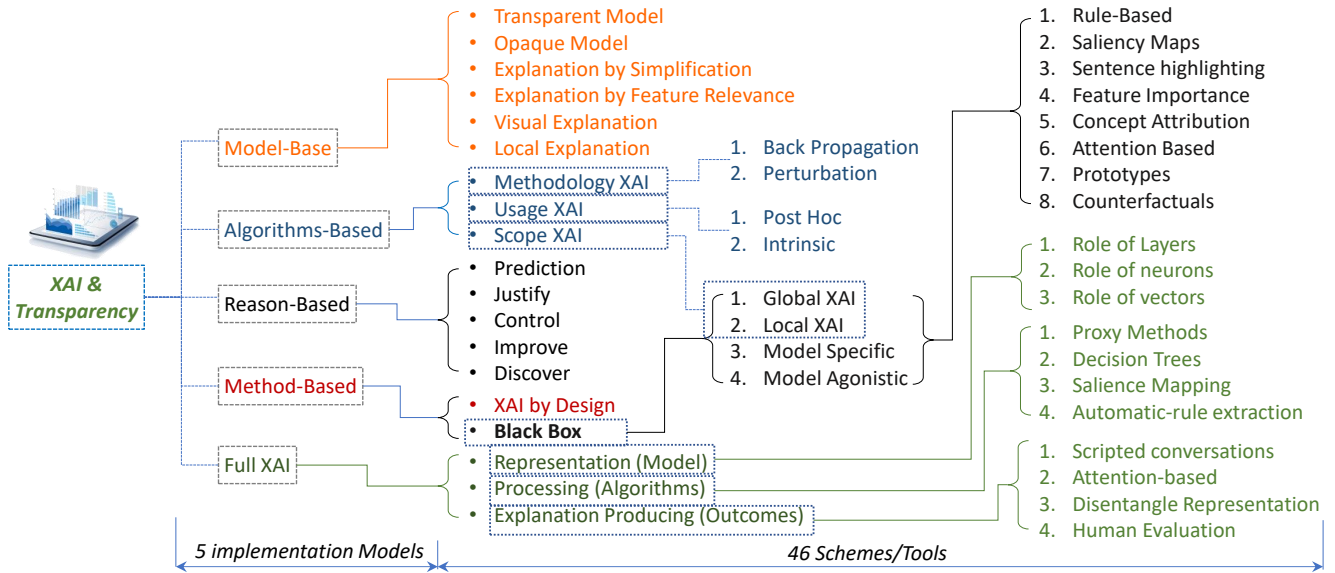 XAI &
Transparency
Model-Base
Algorithms-Based
Reason-Based
Method-Based
Full XAI
• Transparent Model
• Opaque Model
• Explanation by Simplification
• Explanation by Feature Relevance
• Visual Explanation
• Local Explanation
• Methodology XAI
• Usage XAI
• Scope XAI
• Prediction
• Justify
• Control
• Improve
• Discover
• XAI by Design
• Black Box
• Representation (Model)
• Processing (Algorithms)
• Explanation Producing (Outcomes)
1. Back Propagation
2. Perturbation
1. Post Hoc
2. Intrinsic
1. Global XAI
2. Local XAI
3. Model Specific
4. Model Agonistic
1. Rule-Based
2. Saliency Maps
3. Sentence highlighting
4. Feature Importance
5. Concept Attribution
6. Attention Based
7. Prototypes
8. Counterfactuals
1. Role of Layers
2. Role of neurons
3. Role of vectors
1. Proxy Methods
2. Decision Trees
3. Salience Mapping
4. Automatic-rule extraction
1. Scripted conversations
2. Attention-based
3. Disentangle Representation
4. Human Evaluation
5 implementation Models
46 Schemes/Tools